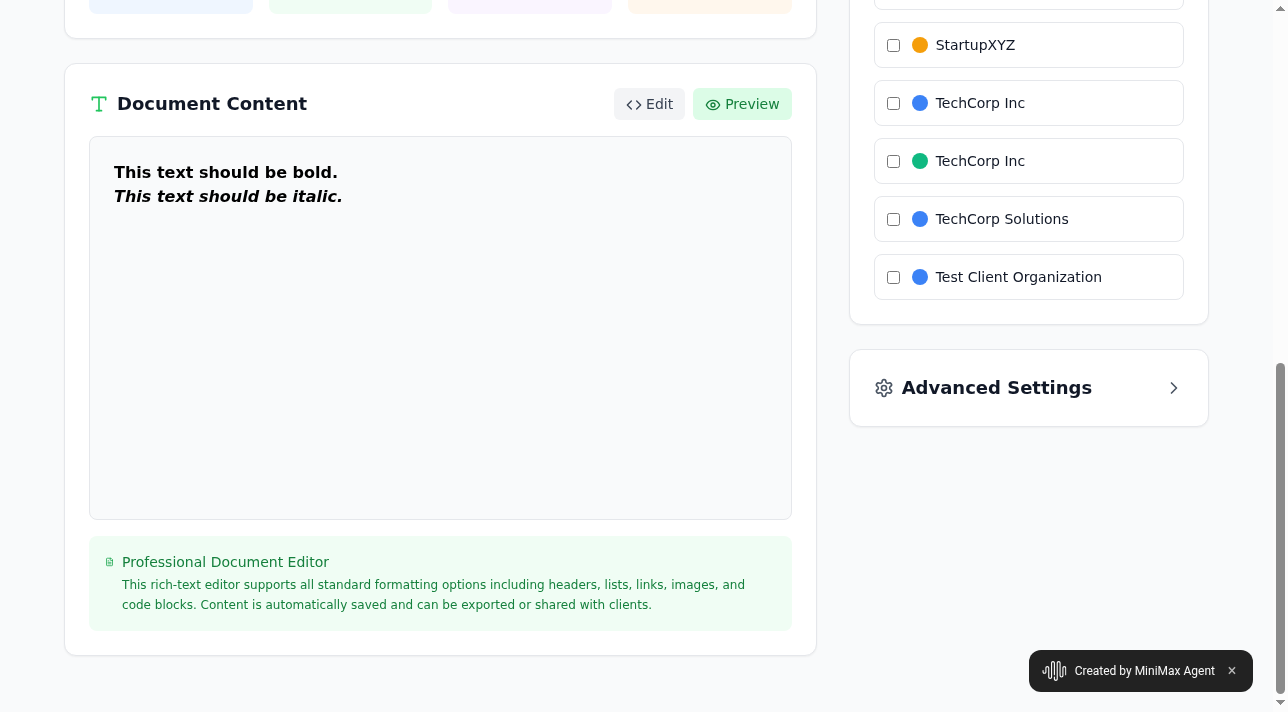 Document Content
Edit
Preview
This text should be bold.
This text should be italic.
Professional Document Editor
This rich-text editor supports all standard formatting options including headers, lists, links, images, and
code blocks. Content is automatically saved and can be exported or shared with clients.
StartupXYZ
TechCorp Inc
TechCorp Inc
TechCorp Solutions
Test Client Organization
Advanced Settings
Created by MiniMax Agent